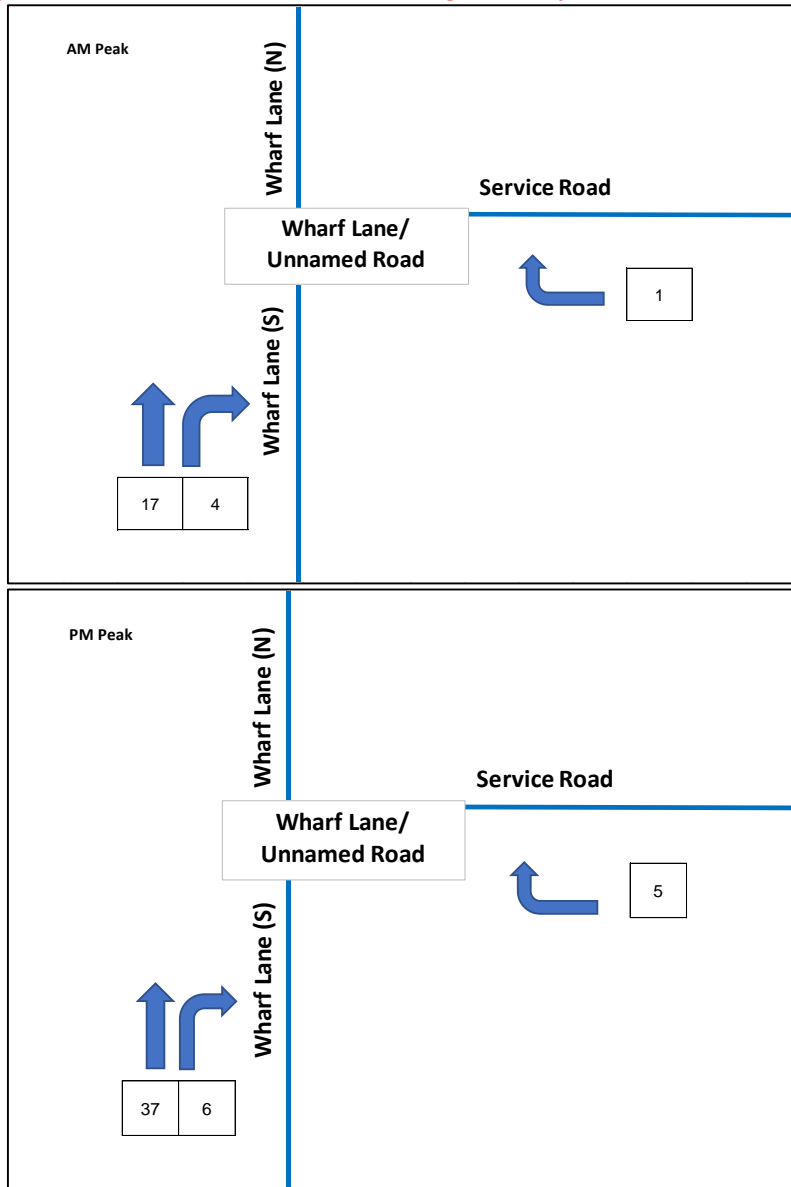 AM Peak
Wharf Lane (N)
Service Road
Wharf Lane/
Unnamed Road
1
Wharf Lane (S)
17 4
PM Peak
Wharf Lane (N)
Service Road
Wharf Lane/
Unnamed Road
5
Wharf Lane (S)
37 6